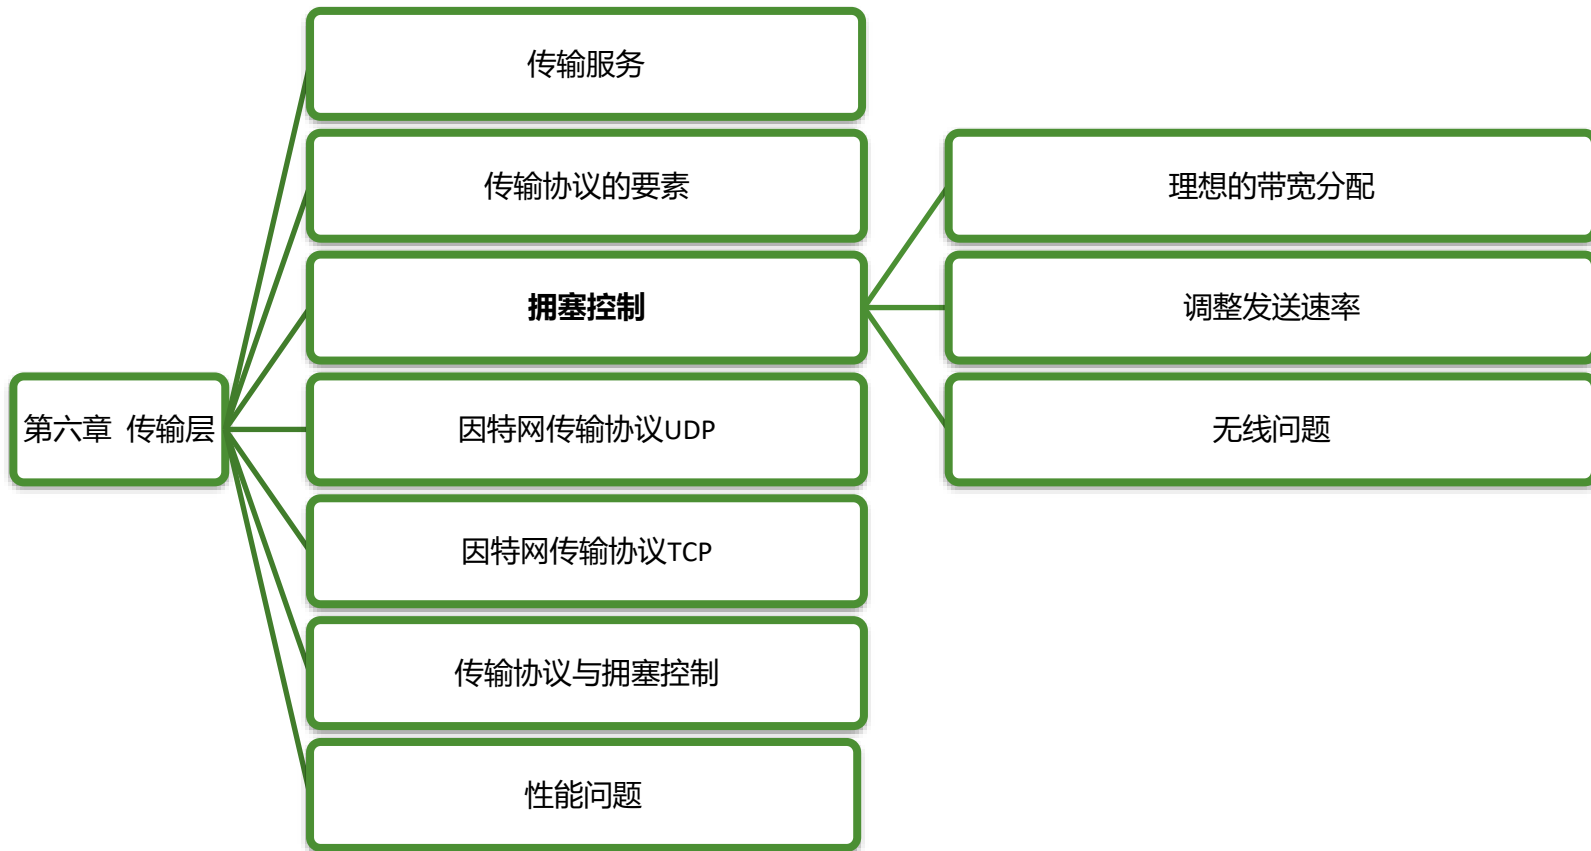 第六章 传输层
传输服务
传输协议的要素
拥塞控制
因特网传输协议UDP
因特网传输协议TCP
传输协议与拥塞控制
性能问题
理想的带宽分配
调整发送速率
无线问题